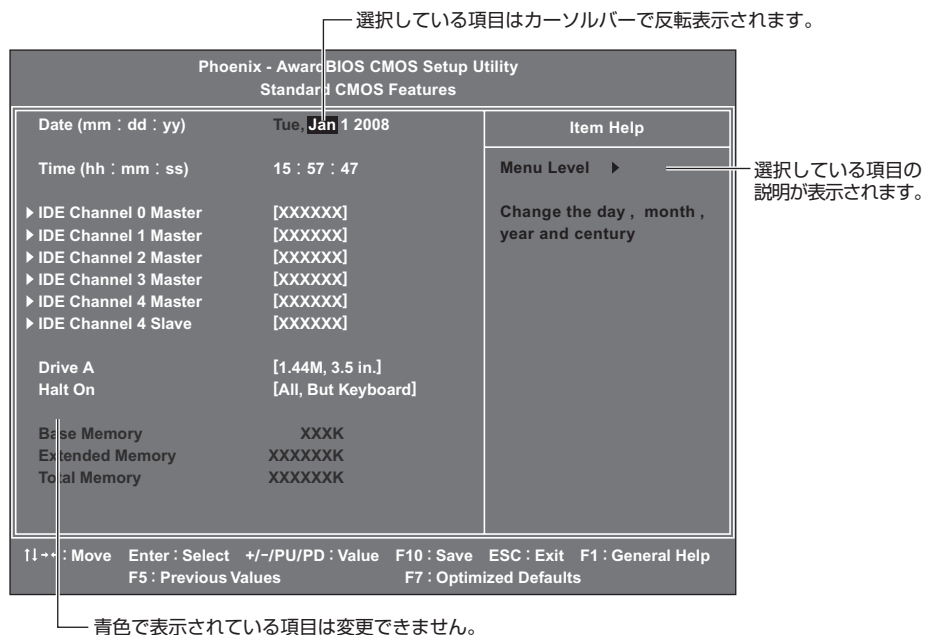 選択している項目はカーソルバーで反転表示されます。
Phoenix - AwardBIOS CMOS Setup Utility
Standard CMOS Features
Date (mm : dd : yy) Tue, Jan 1 2008
Item Help
Time (hh : mm : ss) 15 : 57 : 47
Menu Level ▶
選択している項目の
説明が表示されます。
▶ IDE Channel 0 Master [XXXXXX]
Change the day , month ,
▶ IDE Channel 1 Master [XXXXXX]
year and century
▶ IDE Channel 2 Master [XXXXXX]
▶ IDE Channel 3 Master [XXXXXX]
▶ IDE Channel 4 Master [XXXXXX]
▶ IDE Channel 4 Slave [XXXXXX]
Drive A [1.44M, 3.5 in.]
Halt On [All, But Keyboard]
Base Memory XXXK
Extended Memory XXXXXXK
Total Memory XXXXXXK
↑↓→← : Move Enter : Select +/-/PU/PD : Value F10 : Save ESC : Exit F1 : General Help
F5 : Previous Values F7 : Optimized Defaults
青色で表示されている項目は変更できません。